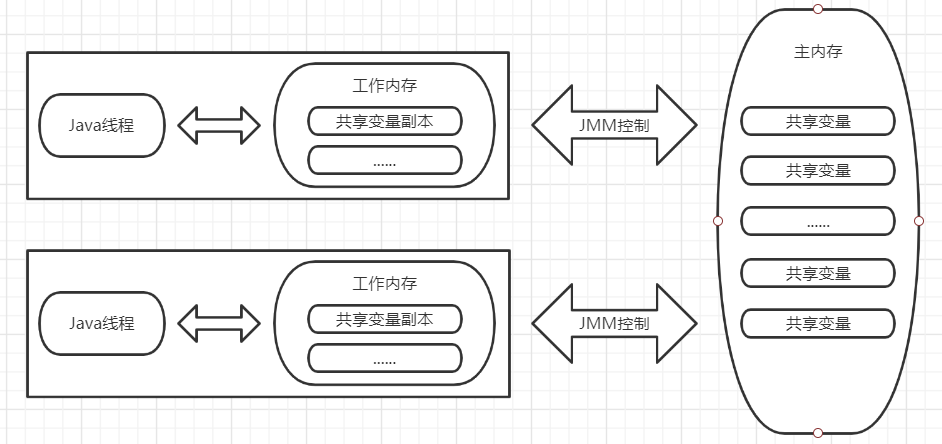 工作内存
Java线程
共享变量副本
......
JMM控制
工作内存
Java线程
共享变量副本
......
JMM控制
主内存
共享变量
共享变量
......
共享变量
共享变量